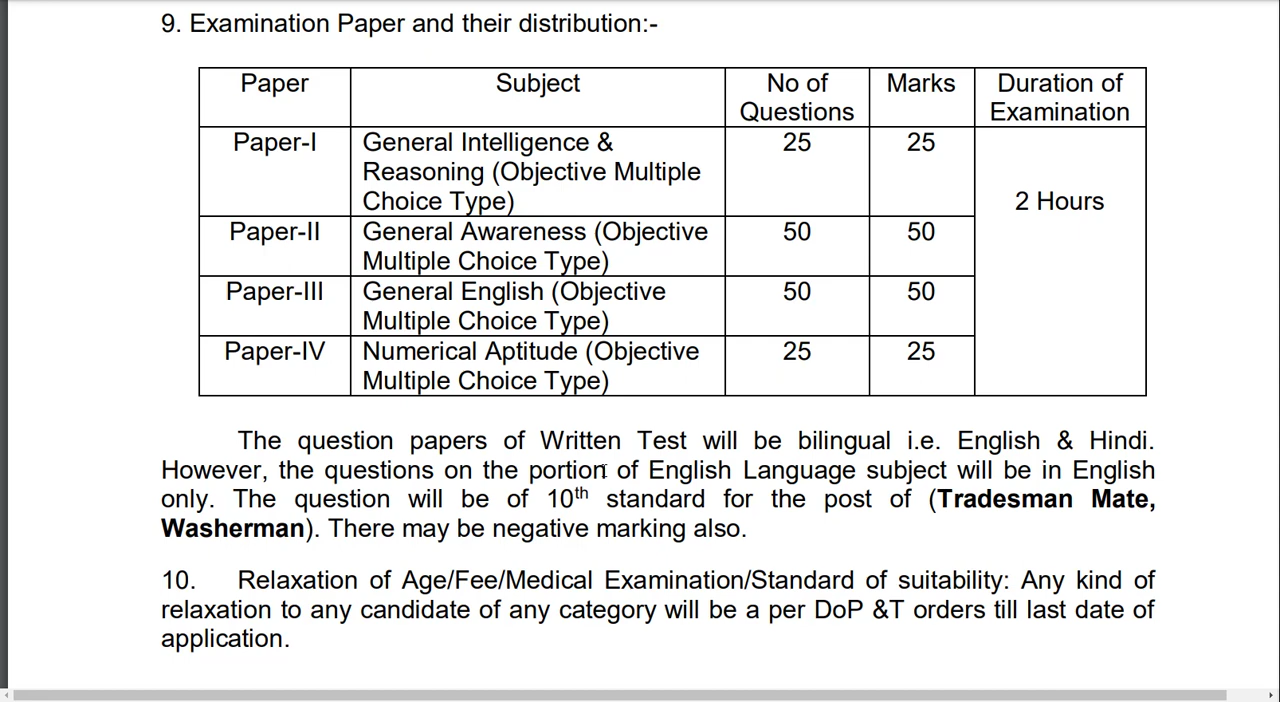 9. Examination Paper and their distribution:-
Paper Subject No of Questions Marks Duration of Examination
Paper-I General Intelligence & 25 25
Reasoning (Objective Multiple
Choice Type) 2 Hours
Paper-II General Awareness (Objective 50 50
Multiple Choice Type)
Paper-III General English (Objective 50 50
Multiple Choice Type)
Paper-IV Numerical Aptitude (Objective 25 25
Multiple Choice Type)
The question papers of Written Test will be bilingual i.e. English & Hindi.
However, the questions on the portion of English Language subject will be in English
only. The question will be of 10th standard for the post of (Tradesman Mate,
Washerman). There may be negative marking also.
10. Relaxation of Age/Fee/Medical Examination/Standard of suitability: Any kind of
relaxation to any candidate of any category will be a per DoP &T orders till last date of
application.